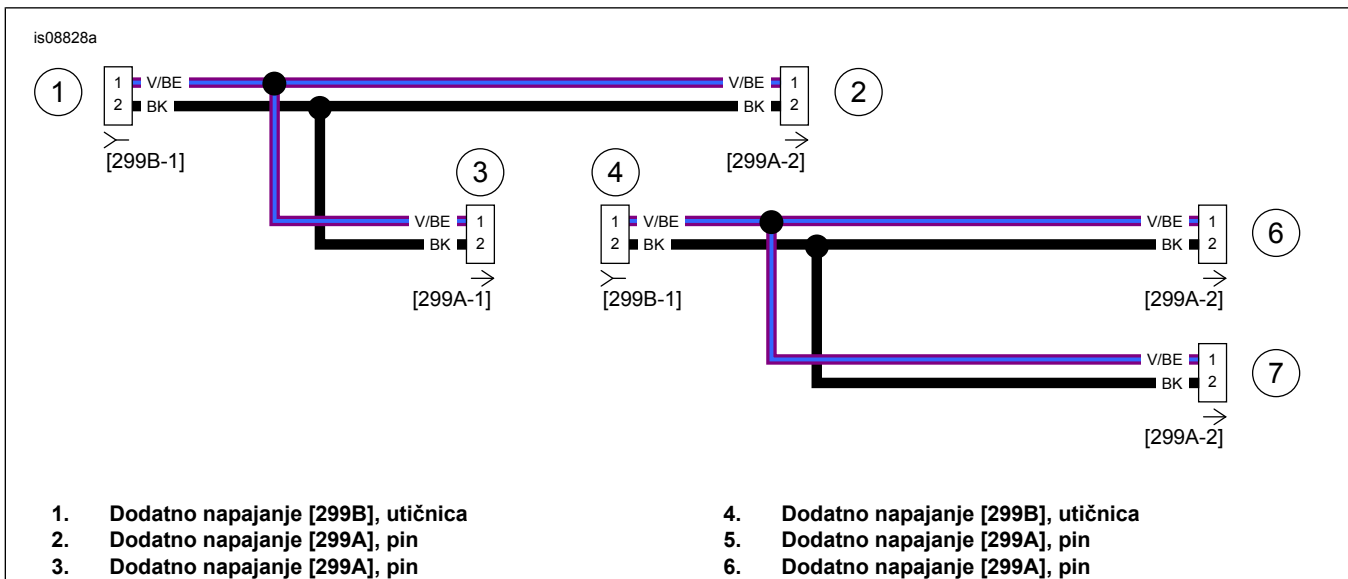 is08828a
1
1 V/BE
2 BK
[299B-1]
V/BE 1
BK 2
2
[299A-2]
3
V/BE 1
BK 2
[299A-1]
4
1 V/BE
2 BK
[299B-1]
V/BE 1
BK 2
6
[299A-2]
V/BE 1
BK 2
7
[299A-2]
1. Dodatno napajanje [299B], utičnica
2. Dodatno napajanje [299A], pin
3. Dodatno napajanje [299A], pin
4. Dodatno napajanje [299B], utičnica
5. Dodatno napajanje [299A], pin
6. Dodatno napajanje [299A], pin